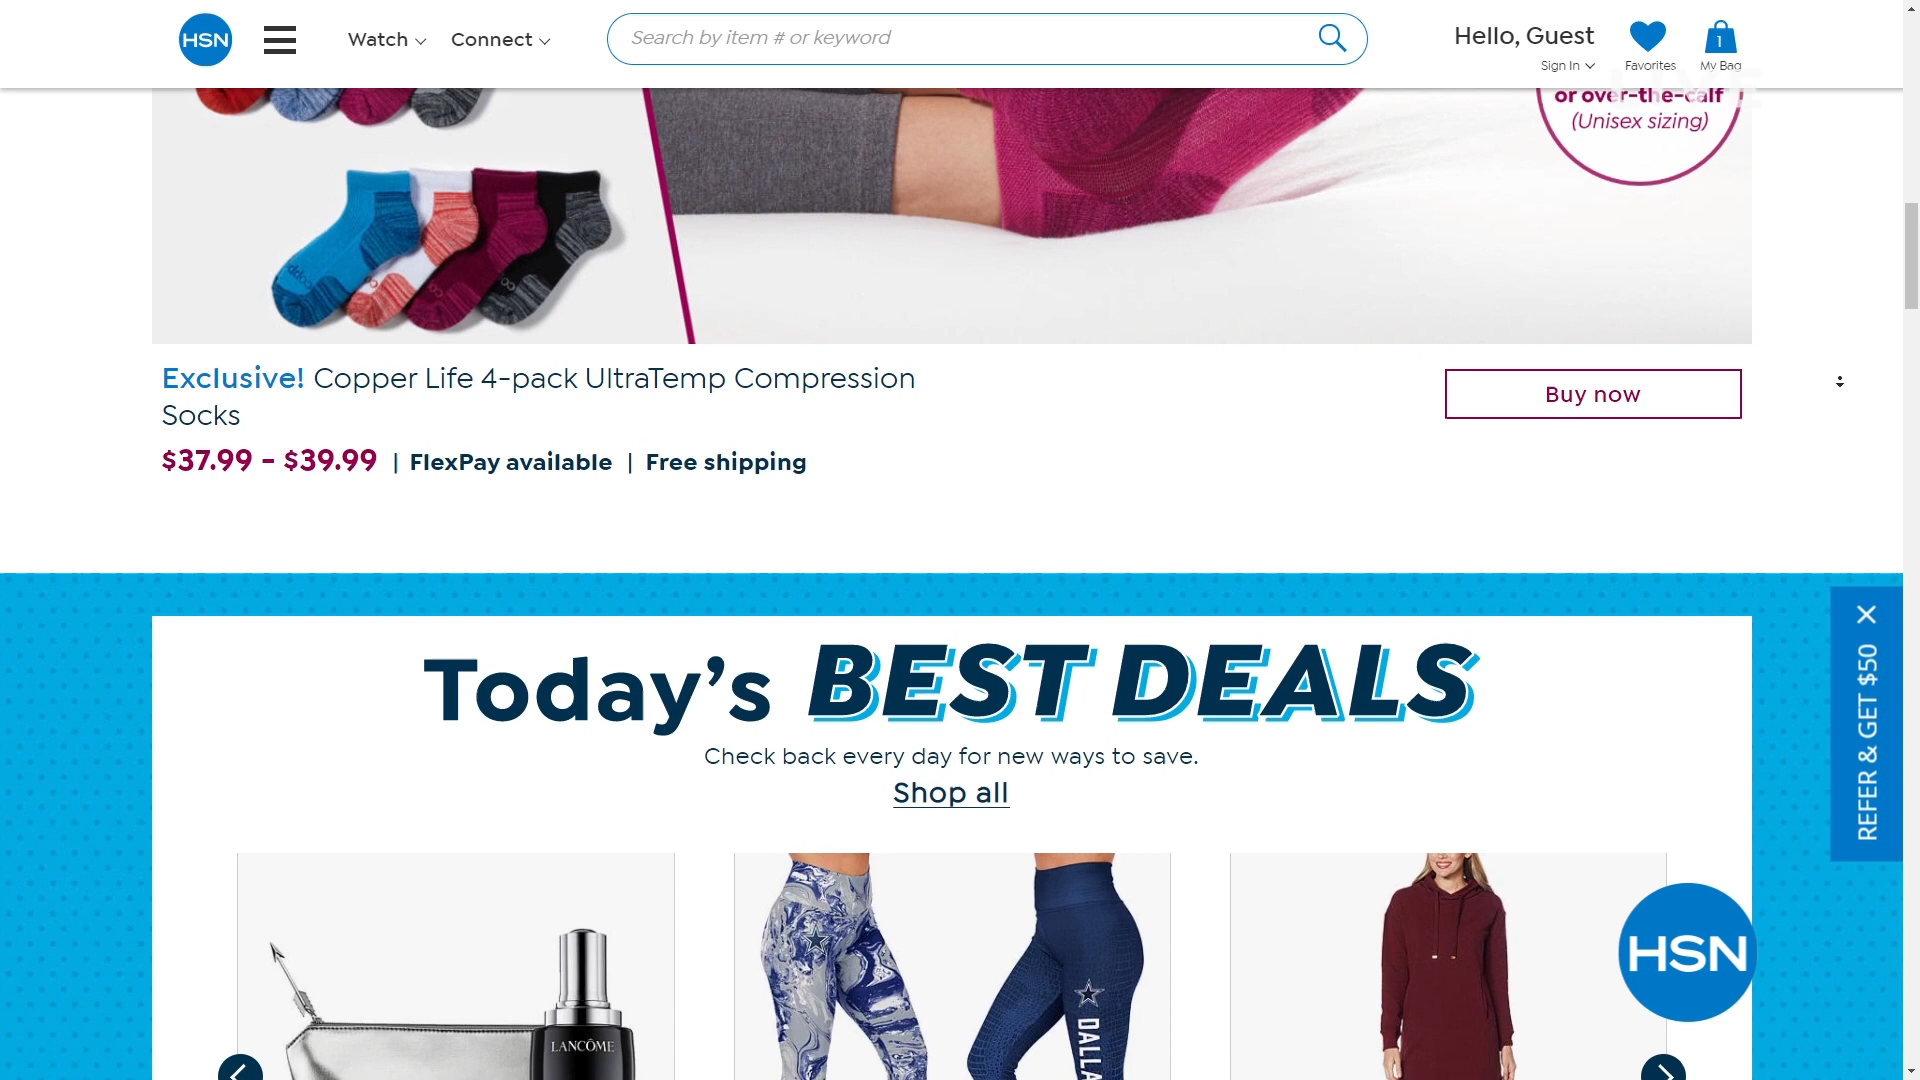 HSN
Watch
Connect
Search by item # or keyword
Hello, Guest
Sign In
Favorites
1
My Bag
or over-the-calf
(Unisex sizing)
Exclusive! Copper Life 4-pack UltraTemp Compression
Socks
$37.99 - $39.99 | FlexPay available | Free shipping
Buy now
REFER & GET $50
Today's BEST DEALS
Check back every day for new ways to save.
Shop all
LANCÔME
DALLA
HSN